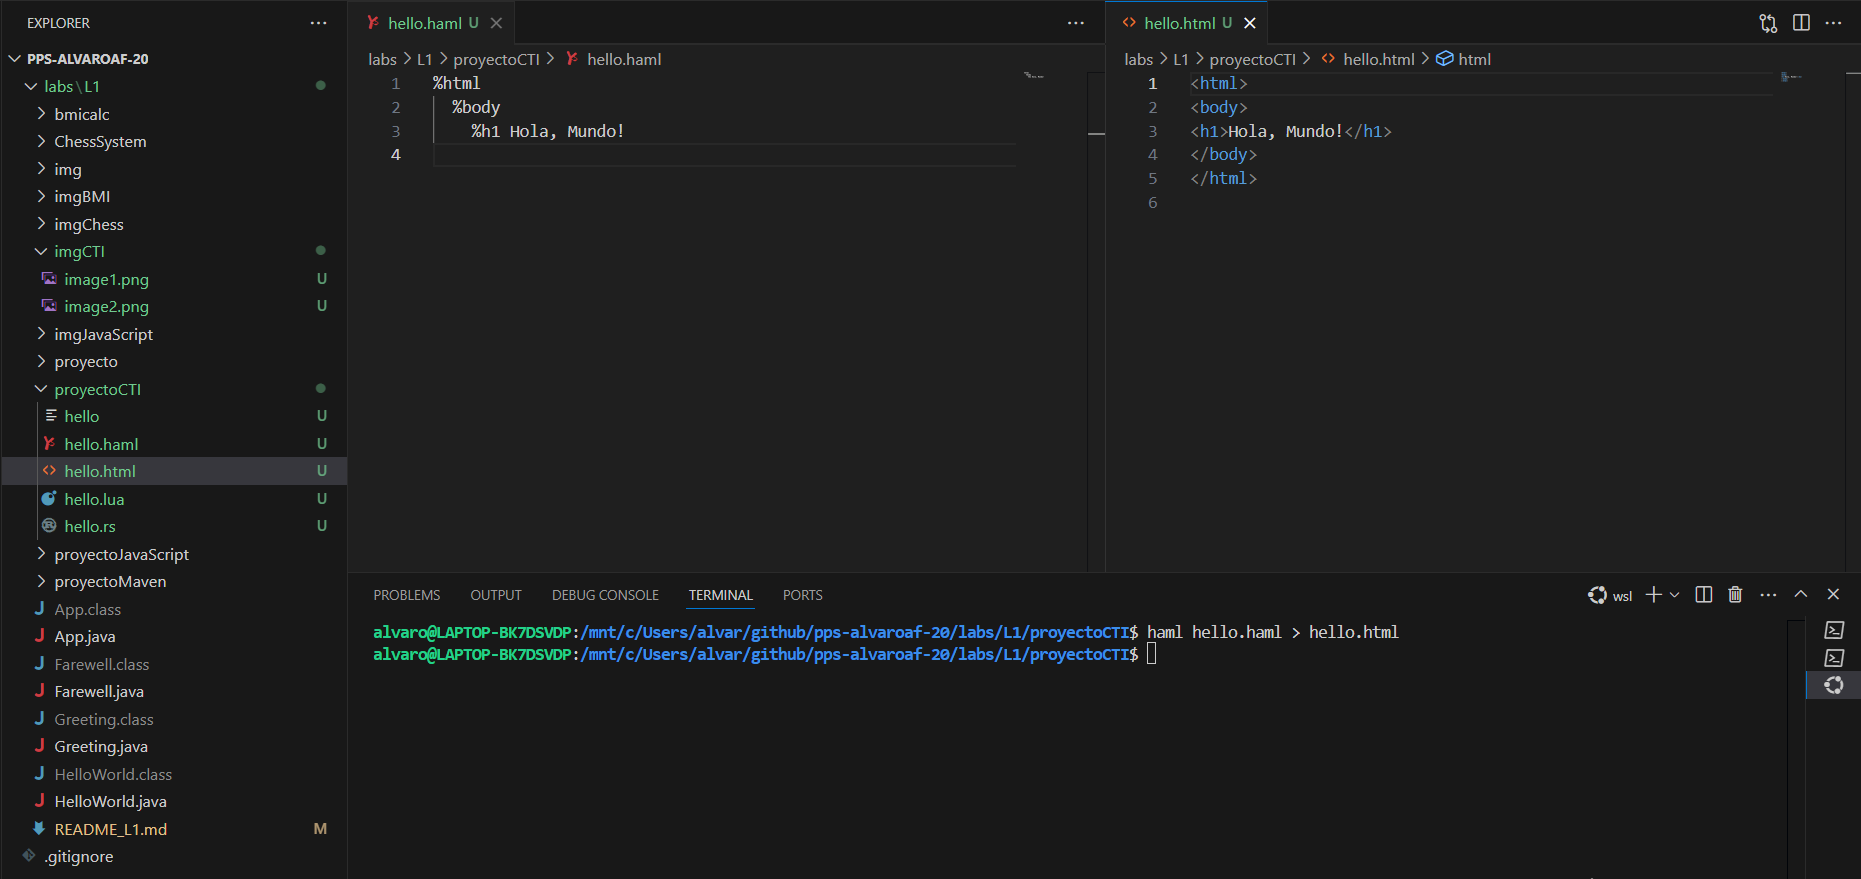 EXPLORER
PPS-ALVAROAF-20
labs\L1
bmicalc
ChessSystem
img
imgBMI
imgChess
imgCTI
image1.png U
image2.png U
imgJavaScript
proyecto
proyectoCTI
hello U
hello.haml U
hello.html U
hello.lua U
hello.rs U
proyectoJavaScript
proyectoMaven
App.class
App.java
Farewell.class
Farewell.java
Greeting.class
Greeting.java
HelloWorld.class
HelloWorld.java
README_L1.md M
.gitignore
hello.haml U
labs > L1 > proyectoCTI > hello.haml
1 %html
2 %body
3 %h1 Hola, Mundo!
4
hello.html U
labs > L1 > proyectoCTI > hello.html > html
1 <html>
2 <body>
3 <h1>Hola, Mundo!</h1>
4 </body>
5 </html>
6
PROBLEMS OUTPUT DEBUG CONSOLE TERMINAL PORTS
wsl
alvaro@LAPTOP-BK7DSVDP:/mnt/c/Users/alvar/github/pps-alvaroaf-20/labs/L1/proyectoCTI$ haml hello.haml > hello.html
alvaro@LAPTOP-BK7DSVDP:/mnt/c/Users/alvar/github/pps-alvaroaf-20/labs/L1/proyectoCTI$